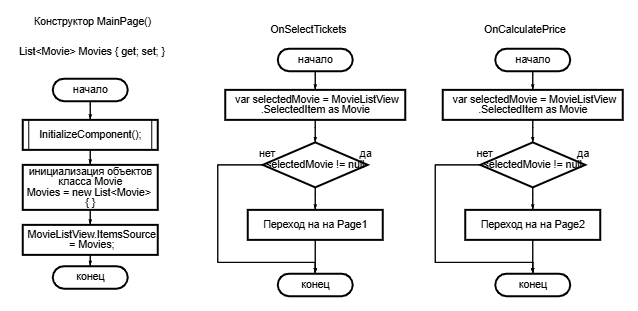 Конструктор MainPage()
List<Movie> Movies { get; set; }
начало
InitializeComponent();
инициализация объектов
класса Movie
Movies = new List<Movie>
{ }
MovieListView.ItemsSource
= Movies;
конец
OnSelectTickets
начало
var selectedMovie = MovieListView
.SelectedItem as Movie
нет
да
selectedMovie != null
Переход на на Page1
конец
OnCalculatePrice
начало
var selectedMovie = MovieListView
.SelectedItem as Movie
нет
да
selectedMovie != null
Переход на на Page2
конец